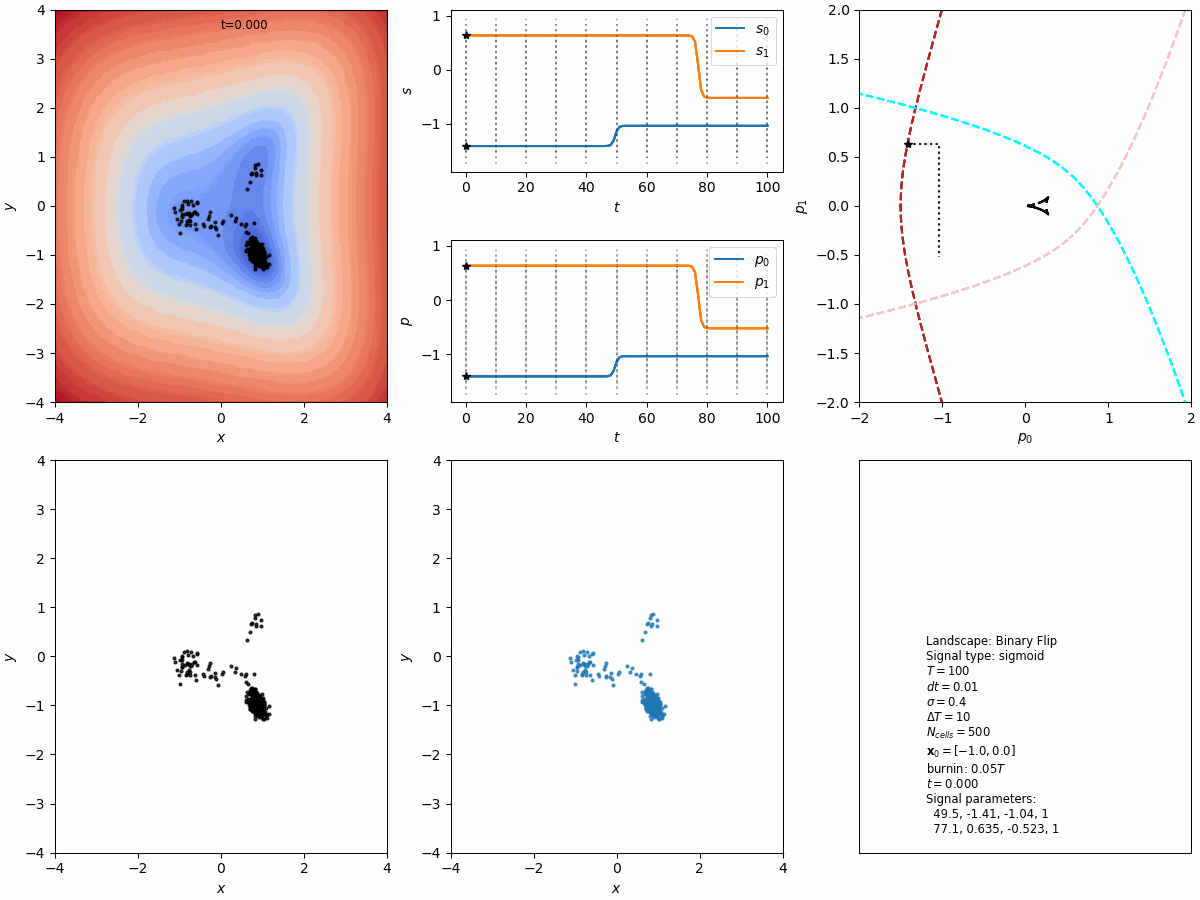 t=0.000
4
3
2
1
0
−1
−2
−3
−4
y
−4
−2
0
2
4
x
1
0
−1
s
s₀
s₁
0
20
40
60
80
100
t
1
0
−1
p
p₀
p₁
0
20
40
60
80
100
t
2.0
1.5
1.0
0.5
0.0
−0.5
−1.0
−1.5
−2.0
p₁
−2
−1
0
1
2
p₀
4
3
2
1
0
−1
−2
−3
−4
y
−4
−2
0
2
4
x
4
3
2
1
0
−1
−2
−3
−4
y
−4
−2
0
2
4
x
Landscape: Binary Flip
Signal type: sigmoid
T = 100
dt = 0.01
σ = 0.4
ΔT = 10
N_cells = 500
x₀ = [−1.0, 0.0]
burnin: 0.05T
t = 0.000
Signal parameters:
49.5, -1.41, -1.04, 1
77.1, 0.635, -0.523, 1